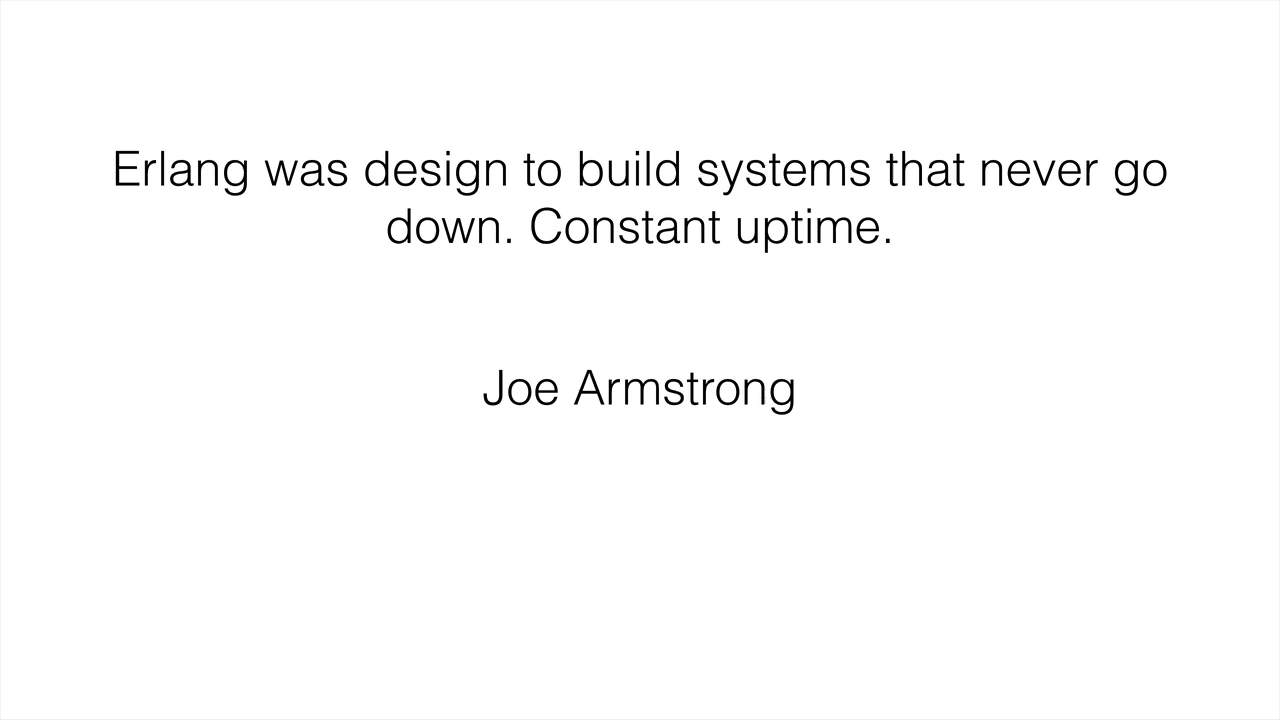 Erlang was design to build systems that never go
down. Constant uptime.
Joe Armstrong